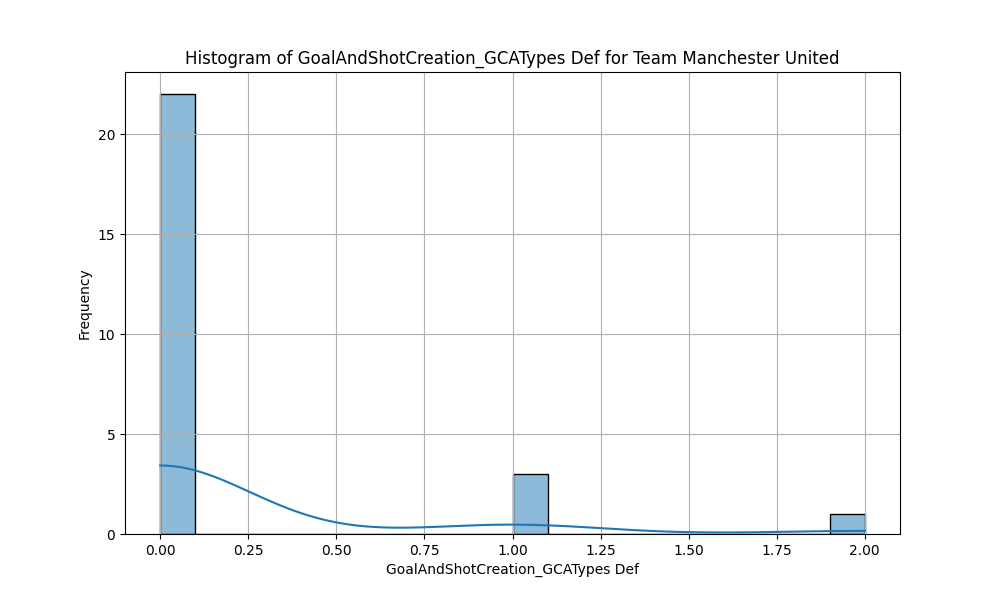 Histogram of GoalAndShotCreation_GCATypes Def for Team Manchester United
20
15
10
5
0
Frequency
0.00 0.25 0.50 0.75 1.00 1.25 1.50 1.75 2.00
GoalAndShotCreation_GCATypes Def